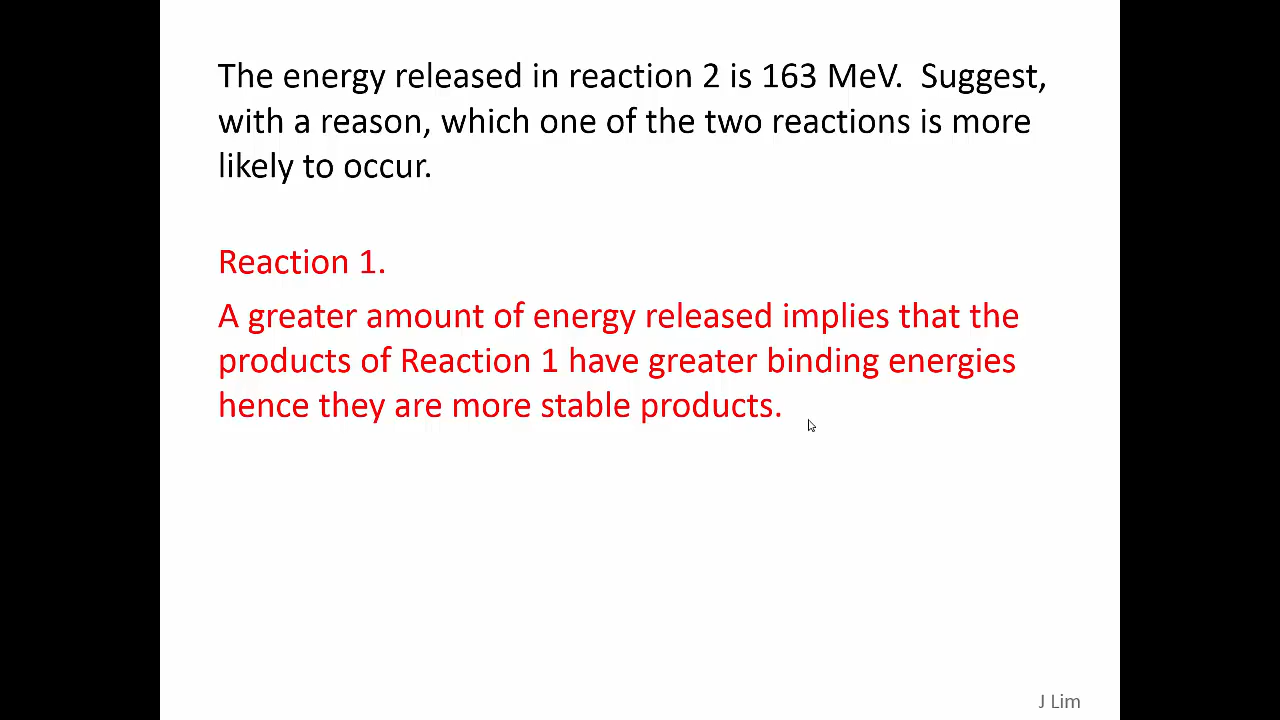 The energy released in reaction 2 is 163 MeV.  Suggest,
with a reason, which one of the two reactions is more
likely to occur.
Reaction 1.
A greater amount of energy released implies that the
products of Reaction 1 have greater binding energies
hence they are more stable products.
J Lim